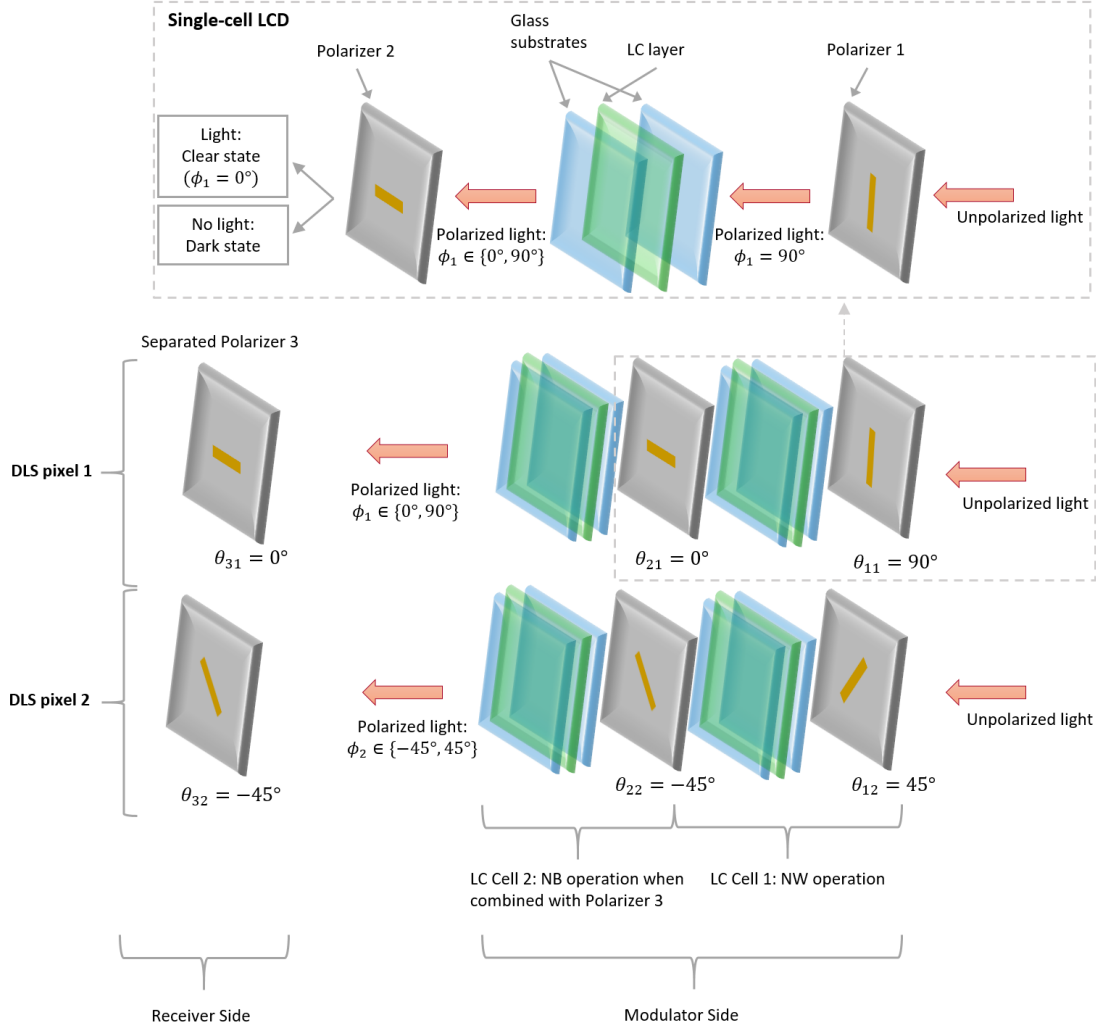 Single-cell LCD
Polarizer 2
Glass
substrates
LC layer
Polarizer 1
Light:
Clear state
(ϕ₁ = 0°)
No light:
Dark state
Polarized light:
ϕ₁ ∈ {0°, 90°}
Polarized light:
ϕ₁ = 90°
Unpolarized light
Separated Polarizer 3
DLS pixel 1
Polarized light:
ϕ₁ ∈ {0°, 90°}
Unpolarized light
θ₃₁ = 0°
θ₂₁ = 0°
θ₁₁ = 90°
DLS pixel 2
Polarized light:
ϕ₂ ∈ {−45°, 45°}
Unpolarized light
θ₃₂ = −45°
θ₂₂ = −45°
θ₁₂ = 45°
LC Cell 2: NB operation when
combined with Polarizer 3
LC Cell 1: NW operation
Receiver Side
Modulator Side